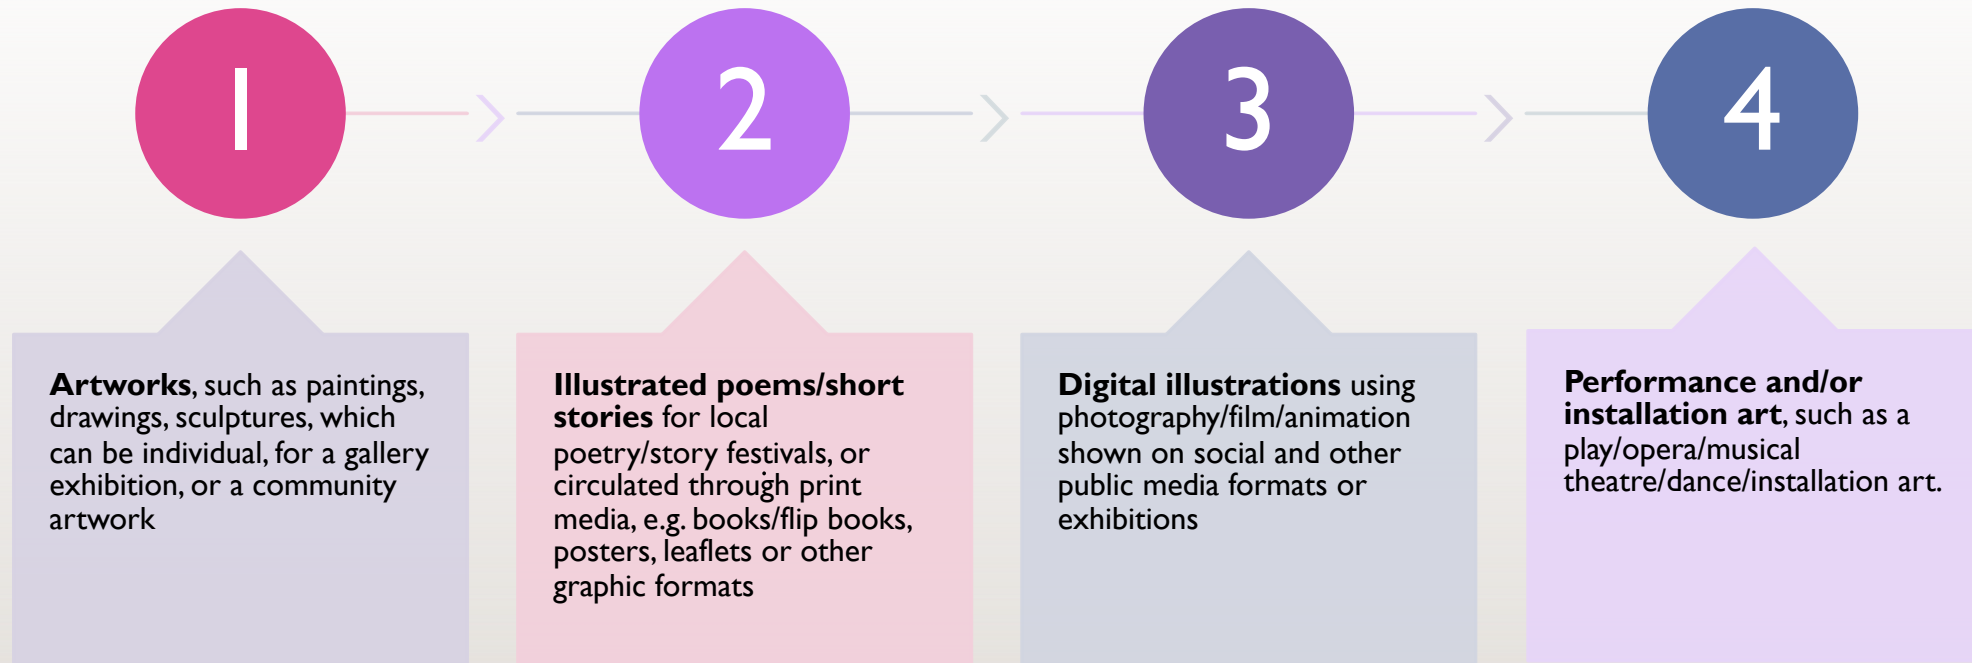 1
2
3
4
Artworks, such as paintings,
drawings, sculptures, which
can be individual, for a gallery
exhibition, or a community
artwork
Illustrated poems/short
stories for local
poetry/story festivals, or
circulated through print
media, e.g. books/flip books,
posters, leaflets or other
graphic formats
Digital illustrations using
photography/film/animation
shown on social and other
public media formats or
exhibitions
Performance and/or
installation art, such as a
play/opera/musical
theatre/dance/installation art.